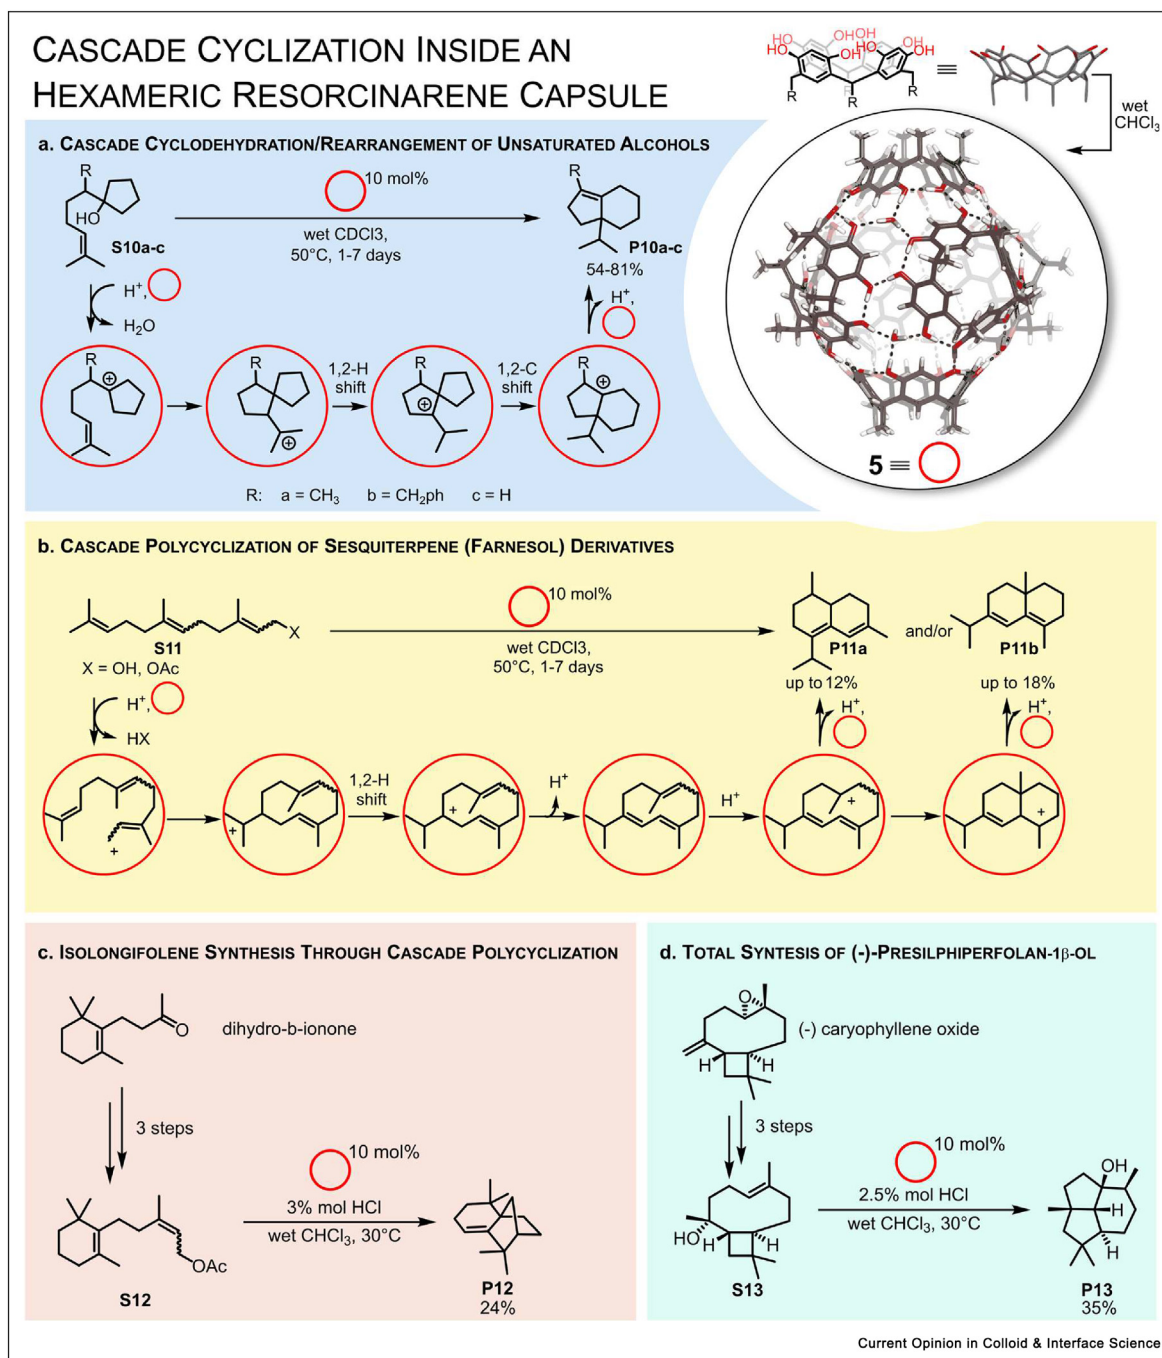 CASCADE CYCLIZATION INSIDE AN
HEXAMERIC RESORCINARENE CAPSULE
HO
HO
OH
OH
HO
HO
OH
OH
R
R
R
R
≡
wet
CHCl3
5 ≡
a. CASCADE CYCLODEHYDRATION/REARRANGEMENT OF UNSATURATED ALCOHOLS
R
HO
S10a-c
10 mol%
wet CDCl3,
50°C, 1-7 days
R
P10a-c
54-81%
H+,
H2O
H+,
R
+
R
+
1,2-H
shift
R
+
1,2-C
shift
R
+
R: a = CH3 b = CH2ph c = H
b. CASCADE POLYCYCLIZATION OF SESQUITERPENE (FARNESOL) DERIVATIVES
X
S11
X = OH, OAc
10 mol%
wet CDCl3,
50°C, 1-7 days
P11a
up to 12%
and/or
P11b
up to 18%
H+,
HX
H+,
H+,
+
+
1,2-H
shift
+
H+
H+
+
+
c. ISOLONGIFOLENE SYNTHESIS THROUGH CASCADE POLYCYCLIZATION
O
dihydro-b-ionone
3 steps
OAc
S12
10 mol%
3% mol HCl
wet CHCl3, 30°C
P12
24%
d. TOTAL SYNTESIS OF (-)-PRESILPHIPERFOLAN-1β-OL
O
H
H
(-) caryophyllene oxide
3 steps
HO
H
H
S13
10 mol%
2.5% mol HCl
wet CHCl3, 30°C
OH
H
H
P13
35%
Current Opinion in Colloid & Interface Science